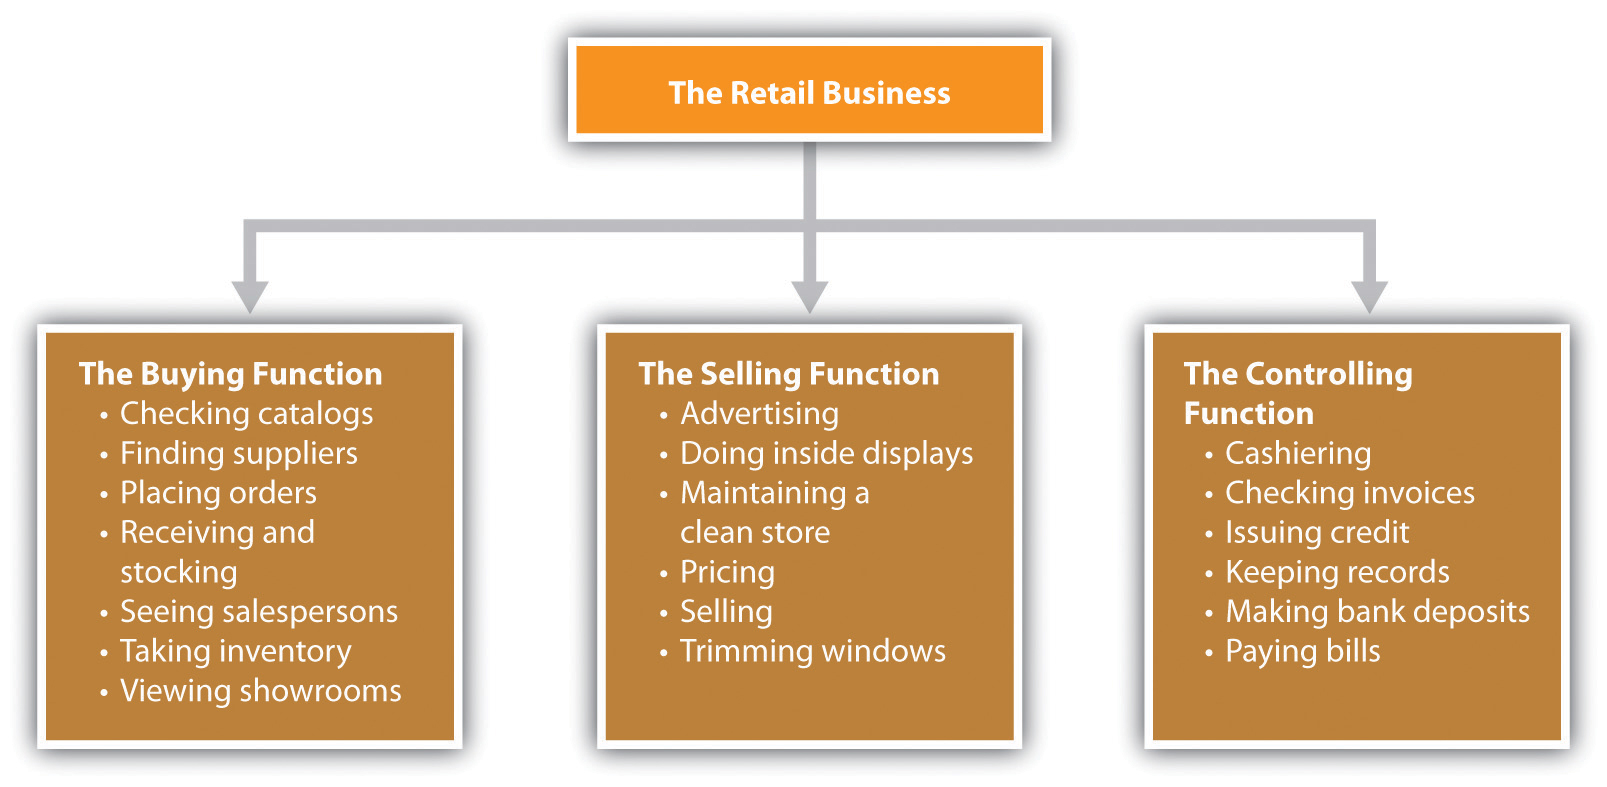 The Retail Business
The Buying Function
• Checking catalogs
• Finding suppliers
• Placing orders
• Receiving and
stocking
• Seeing salespersons
• Taking inventory
• Viewing showrooms
The Selling Function
• Advertising
• Doing inside displays
• Maintaining a
clean store
• Pricing
• Selling
• Trimming windows
The Controlling
Function
• Cashiering
• Checking invoices
• Issuing credit
• Keeping records
• Making bank deposits
• Paying bills